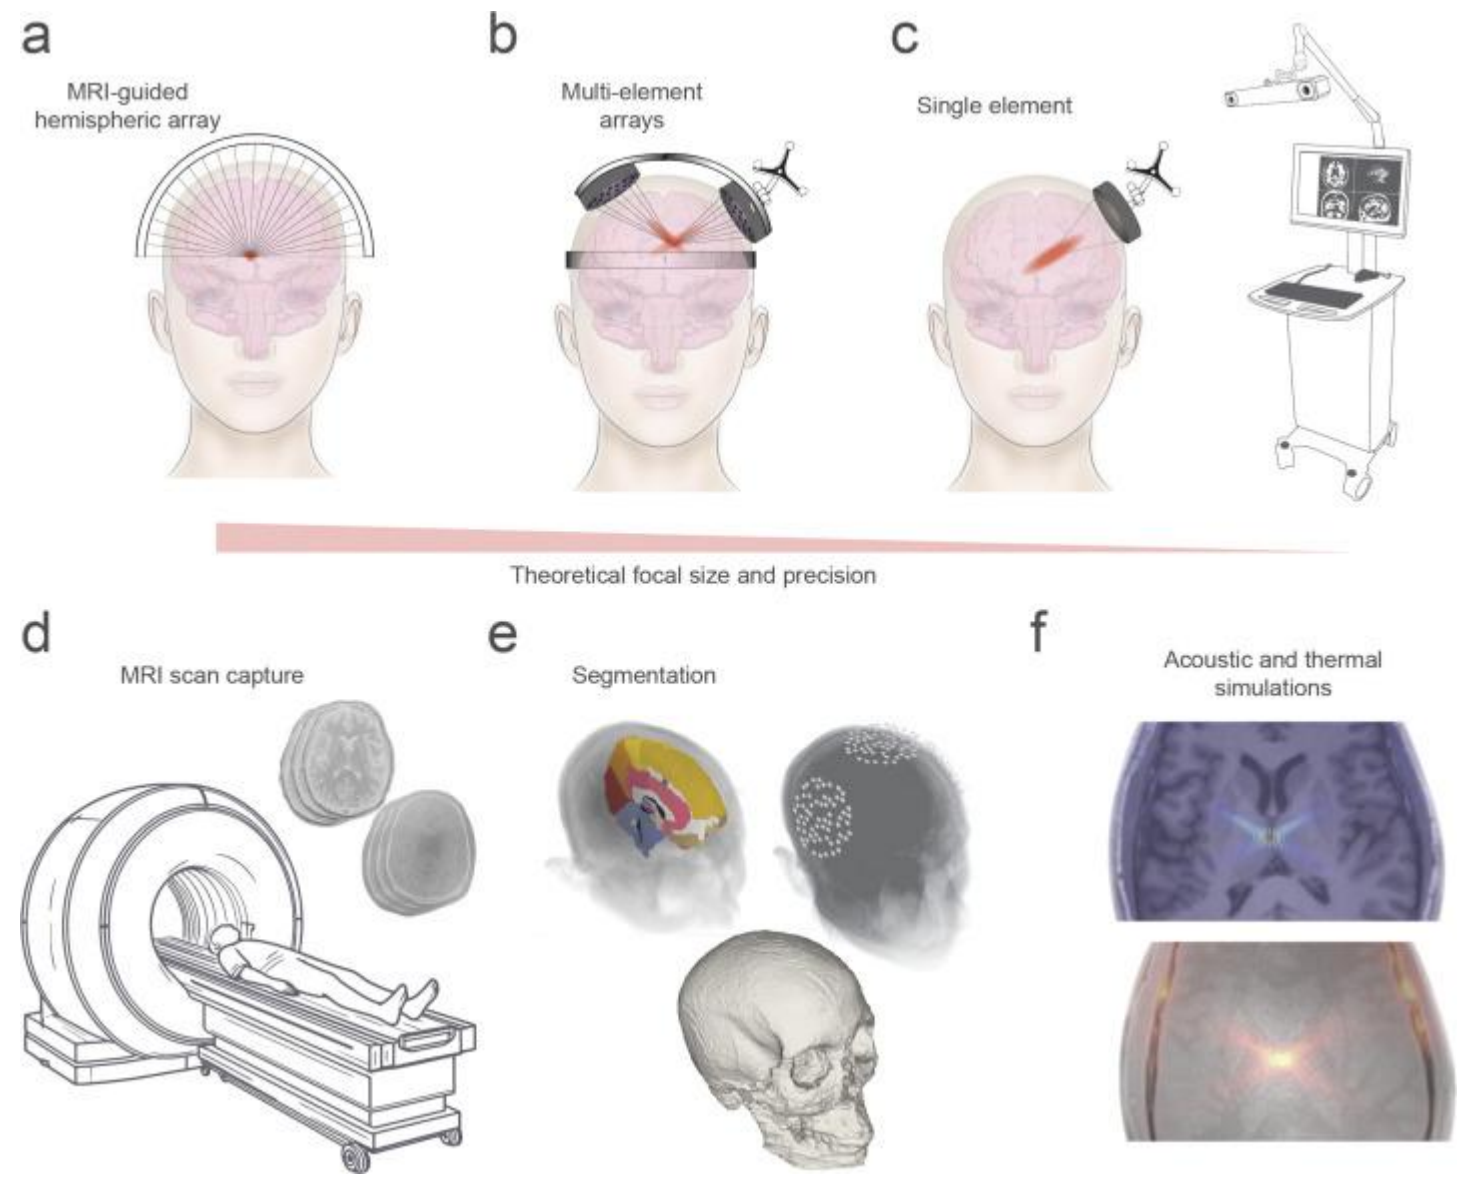 a
MRI-guided
hemispheric array
b
Multi-element
arrays
c
Single element
Theoretical focal size and precision
d
MRI scan capture
e
Segmentation
f
Acoustic and thermal
simulations